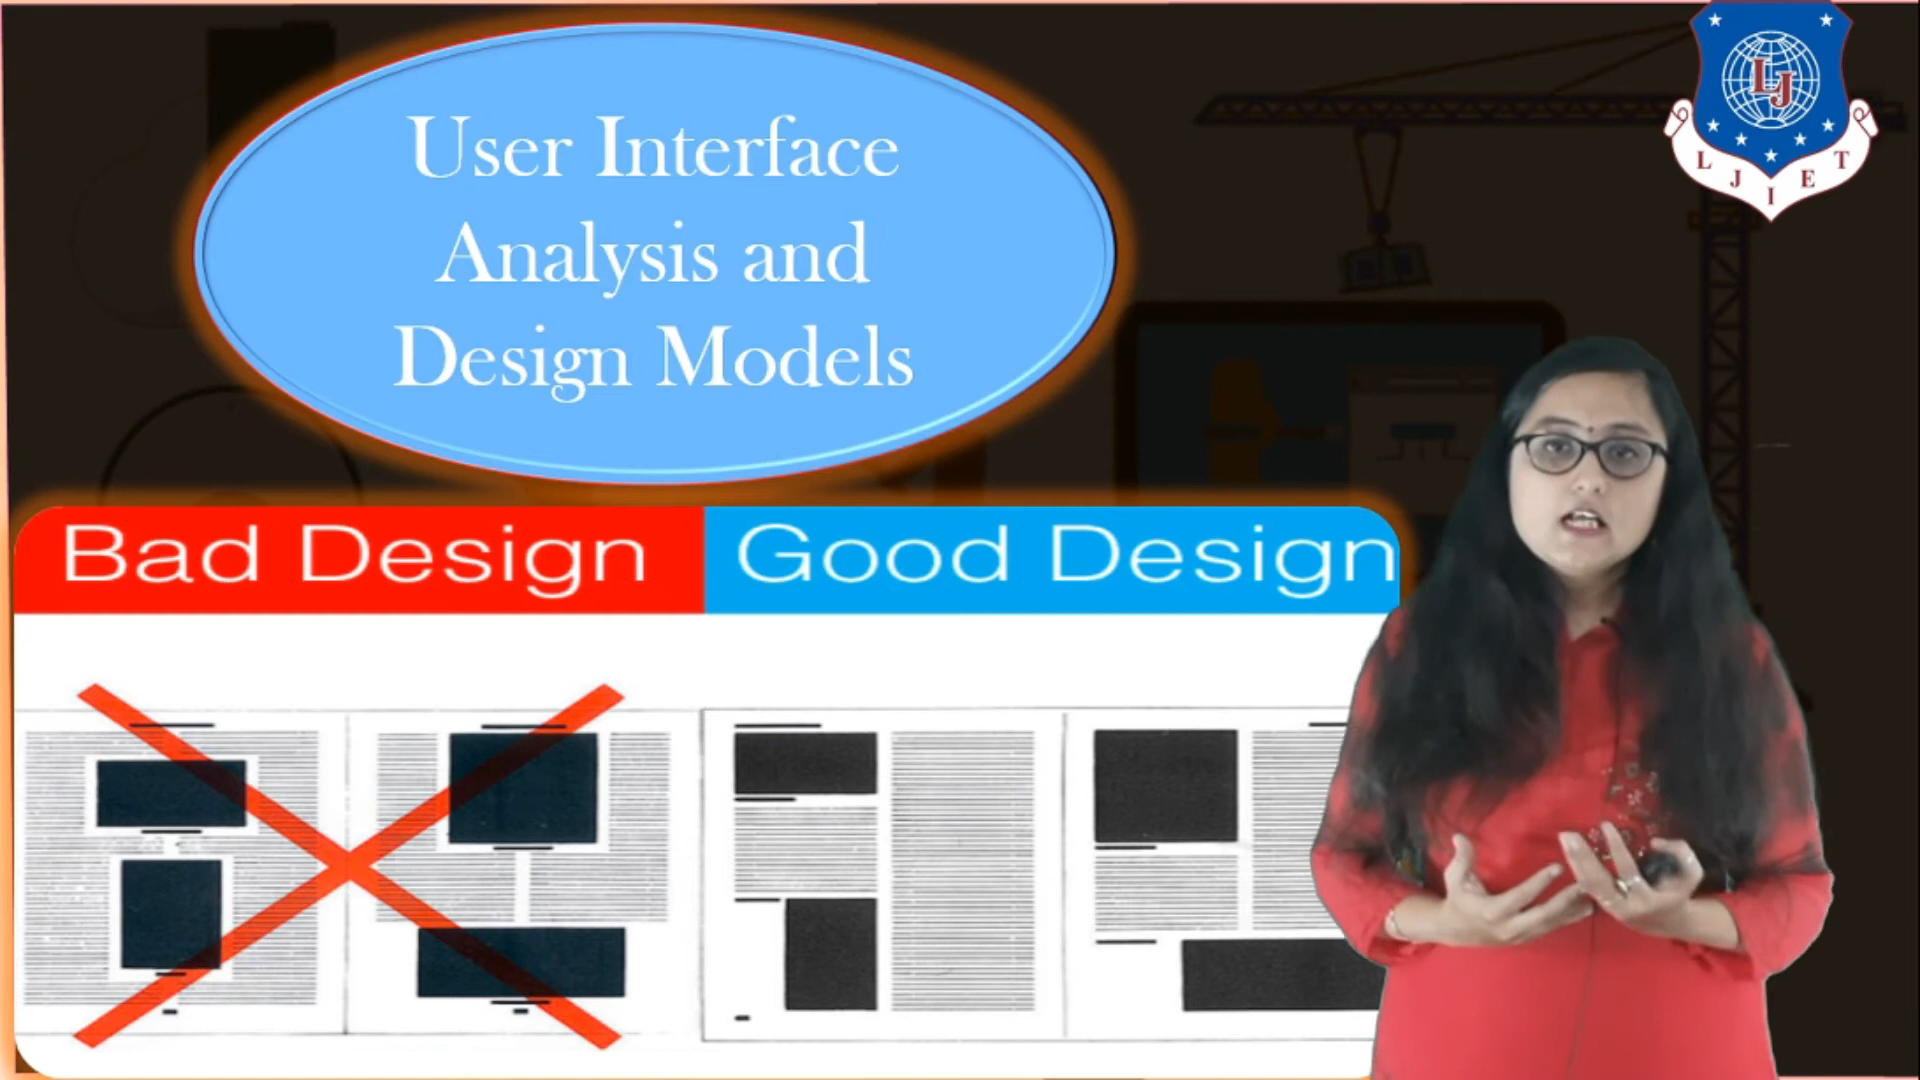 User Interface
Analysis and
Design Models
LJ
L J I E T
Bad Design
Good Design